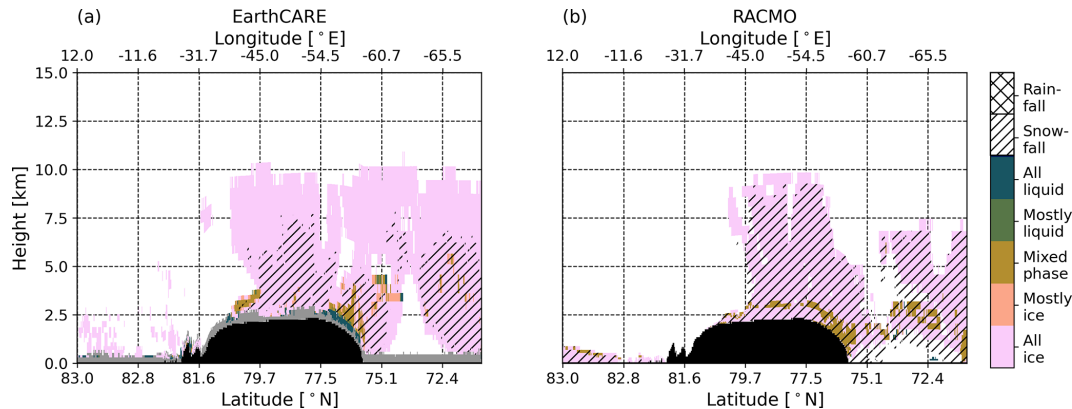 (a) EarthCARE
Longitude [°E]
12.0 -11.6 -31.7 -45.0 -54.5 -60.7 -65.5
15.0
12.5
10.0
7.5
5.0
2.5
0.0
Height [km]
83.0 82.8 81.6 79.7 77.5 75.1 72.4
Latitude [°N]
(b) RACMO
Longitude [°E]
12.0 -11.6 -31.7 -45.0 -54.5 -60.7 -65.5
83.0 82.8 81.6 79.7 77.5 75.1 72.4
Latitude [°N]
Rain-
fall
Snow-
fall
All
liquid
Mostly
liquid
Mixed
phase
Mostly
ice
All
ice